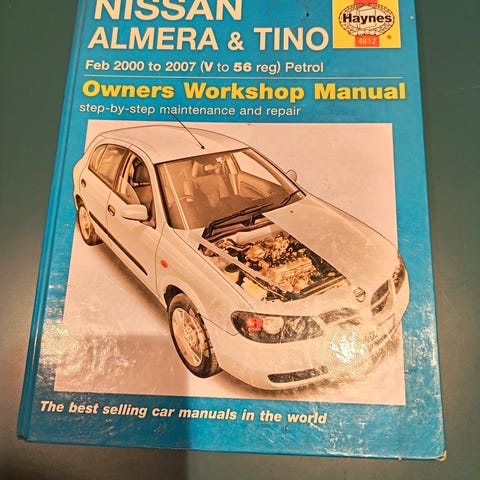 NISSAN
ALMERA & TINO
Haynes
4612
Feb 2000 to 2007 (V to 56 reg) Petrol
Owners Workshop Manual
step-by-step maintenance and repair
The best selling car manuals in the world